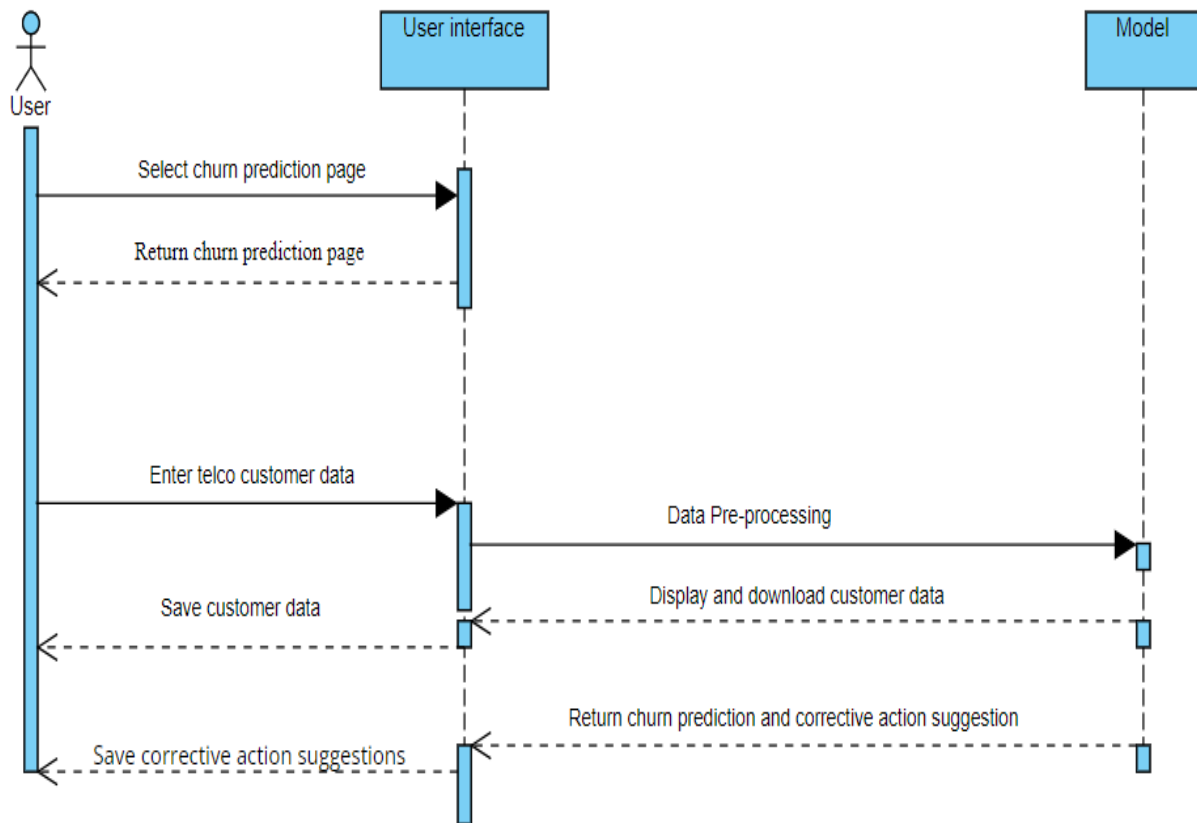 User interface
Model
User
Select churn prediction page
Return churn prediction page
Enter telco customer data
Data Pre-processing
Display and download customer data
Save customer data
Return churn prediction and corrective action suggestion
Save corrective action suggestions